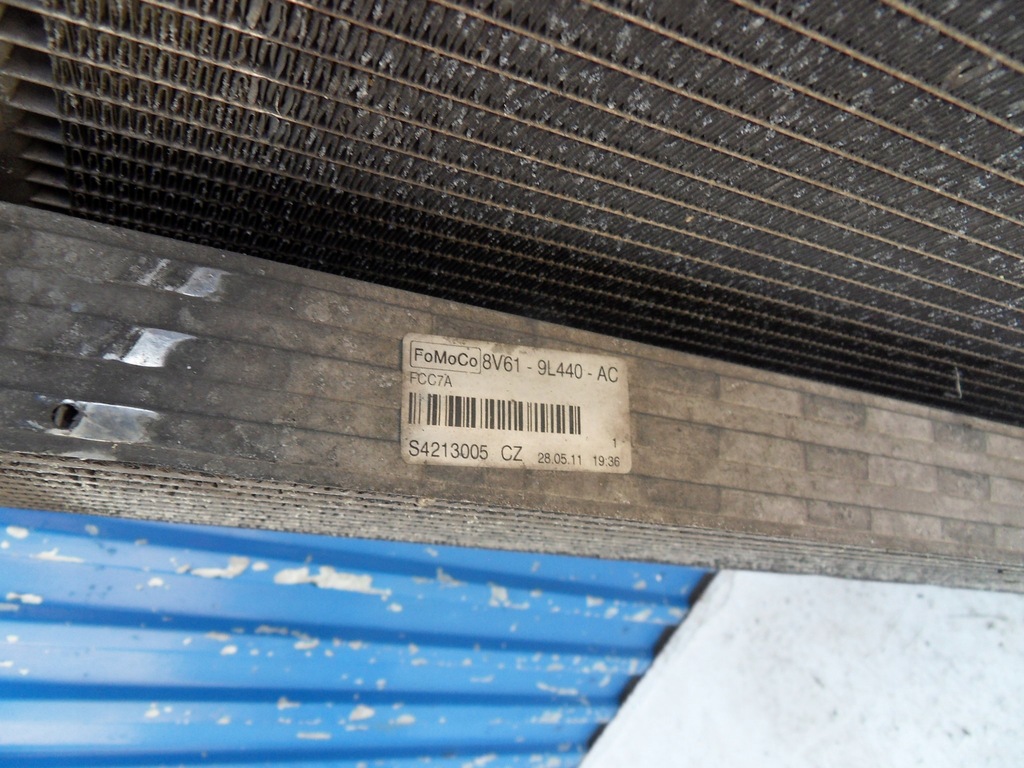 FoMoCo 8V61 - 9L440 - AC
FCC7A
1
S4213005 CZ 28.05.11 19:36